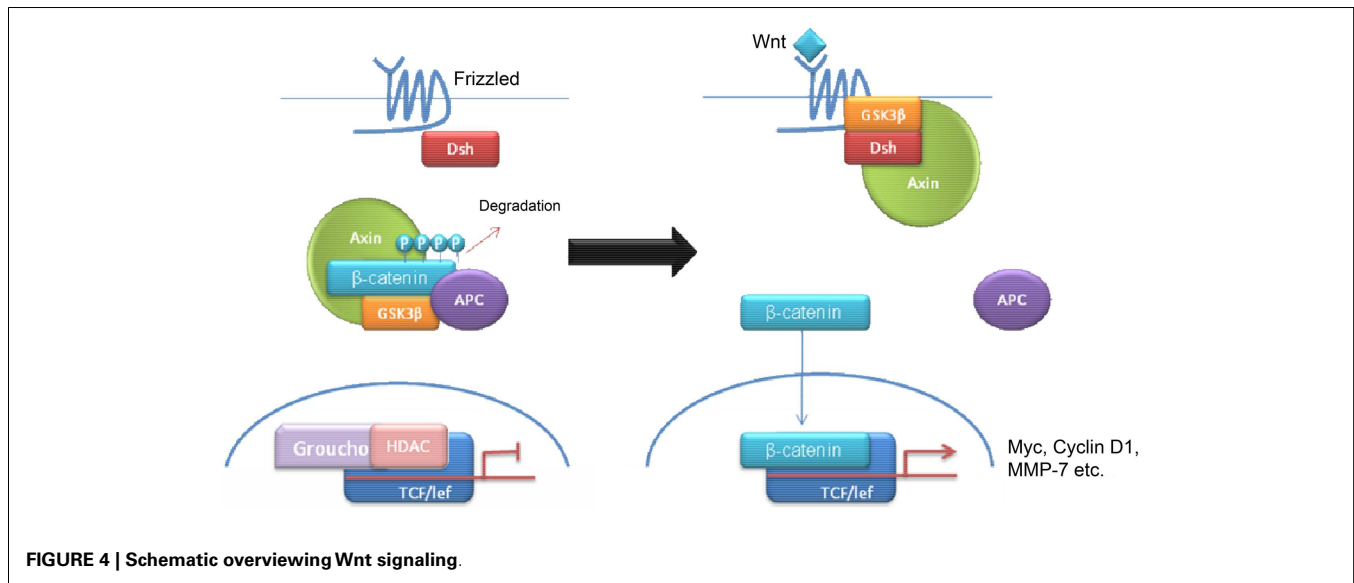 Frizzled
Dsh
Degradation
Axin
P P P P
β-catenin
GSK3β
APC
Groucho
HDAC
TCF/lef
Wnt
GSK3β
Dsh
Axin
β-catenin
APC
β-catenin
TCF/lef
Myc, Cyclin D1,
MMP-7 etc.
FIGURE 4 | Schematic overviewing Wnt signaling.